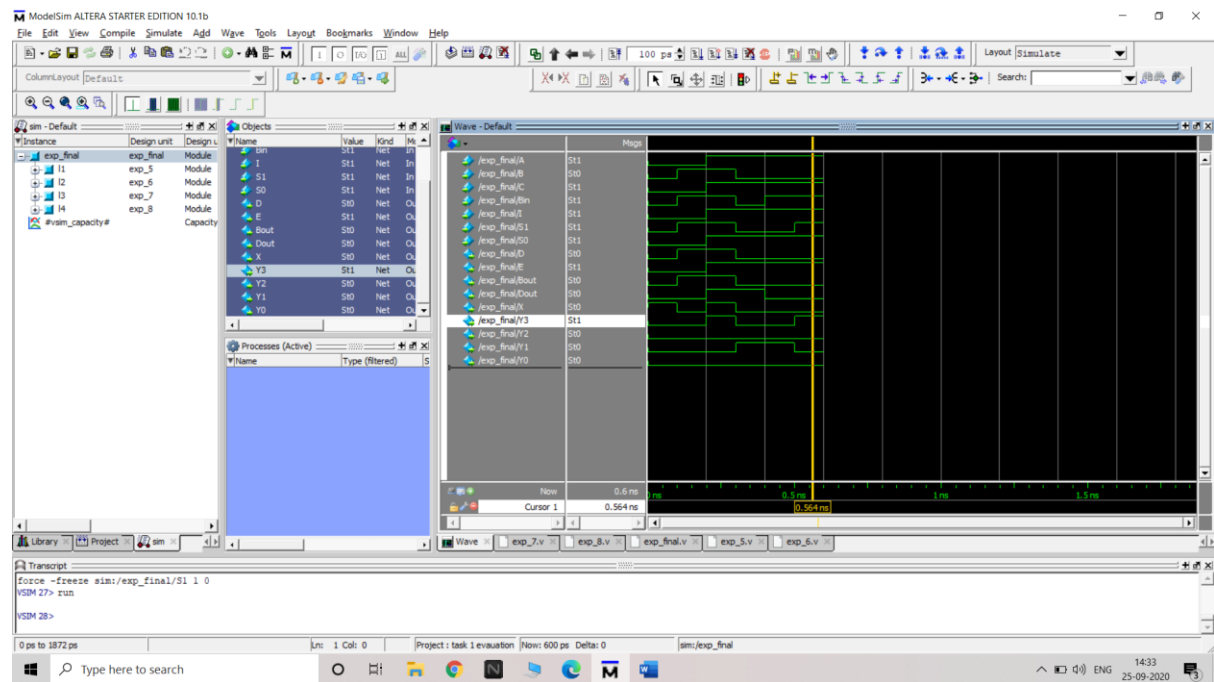 ModelSim ALTERA STARTER EDITION 10.1b
File Edit View Compile Simulate Add Wave Tools Layout Bookmarks Window Help
100 ps
Layout Simulate
ColumnLayout Default
Search:
sim - Default
Instance Design unit Design u
exp_final exp_final Module
I1 exp_5 Module
I2 exp_6 Module
I3 exp_7 Module
I4 exp_8 Module
#vsim_capacity# Capacity
Objects
Name Value Kind Mc
Bin St1 Net In
I St1 Net In
S1 St1 Net In
S0 St1 Net In
D St0 Net Ou
E St1 Net Ou
Bout St0 Net Ou
Dout St0 Net Ou
X St0 Net Ou
Y3 St1 Net Ou
Y2 St0 Net Ou
Y1 St0 Net Ou
Y0 St0 Net Ou
Processes (Active)
Name Type (filtered) S
Wave - Default
Msgs
/exp_final/A St1
/exp_final/B St0
/exp_final/C St1
/exp_final/Bin St1
/exp_final/I St1
/exp_final/S1 St1
/exp_final/S0 St1
/exp_final/D St0
/exp_final/E St1
/exp_final/Bout St0
/exp_final/Dout St0
/exp_final/X St0
/exp_final/Y3 St1
/exp_final/Y2 St0
/exp_final/Y1 St0
/exp_final/Y0 St0
Now 0.6 ns
ns 0.5 ns 1 ns 1.5 ns
Cursor 1 0.564 ns
0.564 ns
Library Project sim
Wave exp_7.v exp_8.v exp_final.v exp_5.v exp_6.v
Transcript
force -freeze sim:/exp_final/S1 1 0
VSIM 27> run
VSIM 28>
0 ps to 1872 ps Ln: 1 Col: 0 Project : task 1 evauation Now: 600 ps Delta: 0 sim:/exp_final
Type here to search
ENG
14:33
25-09-2020